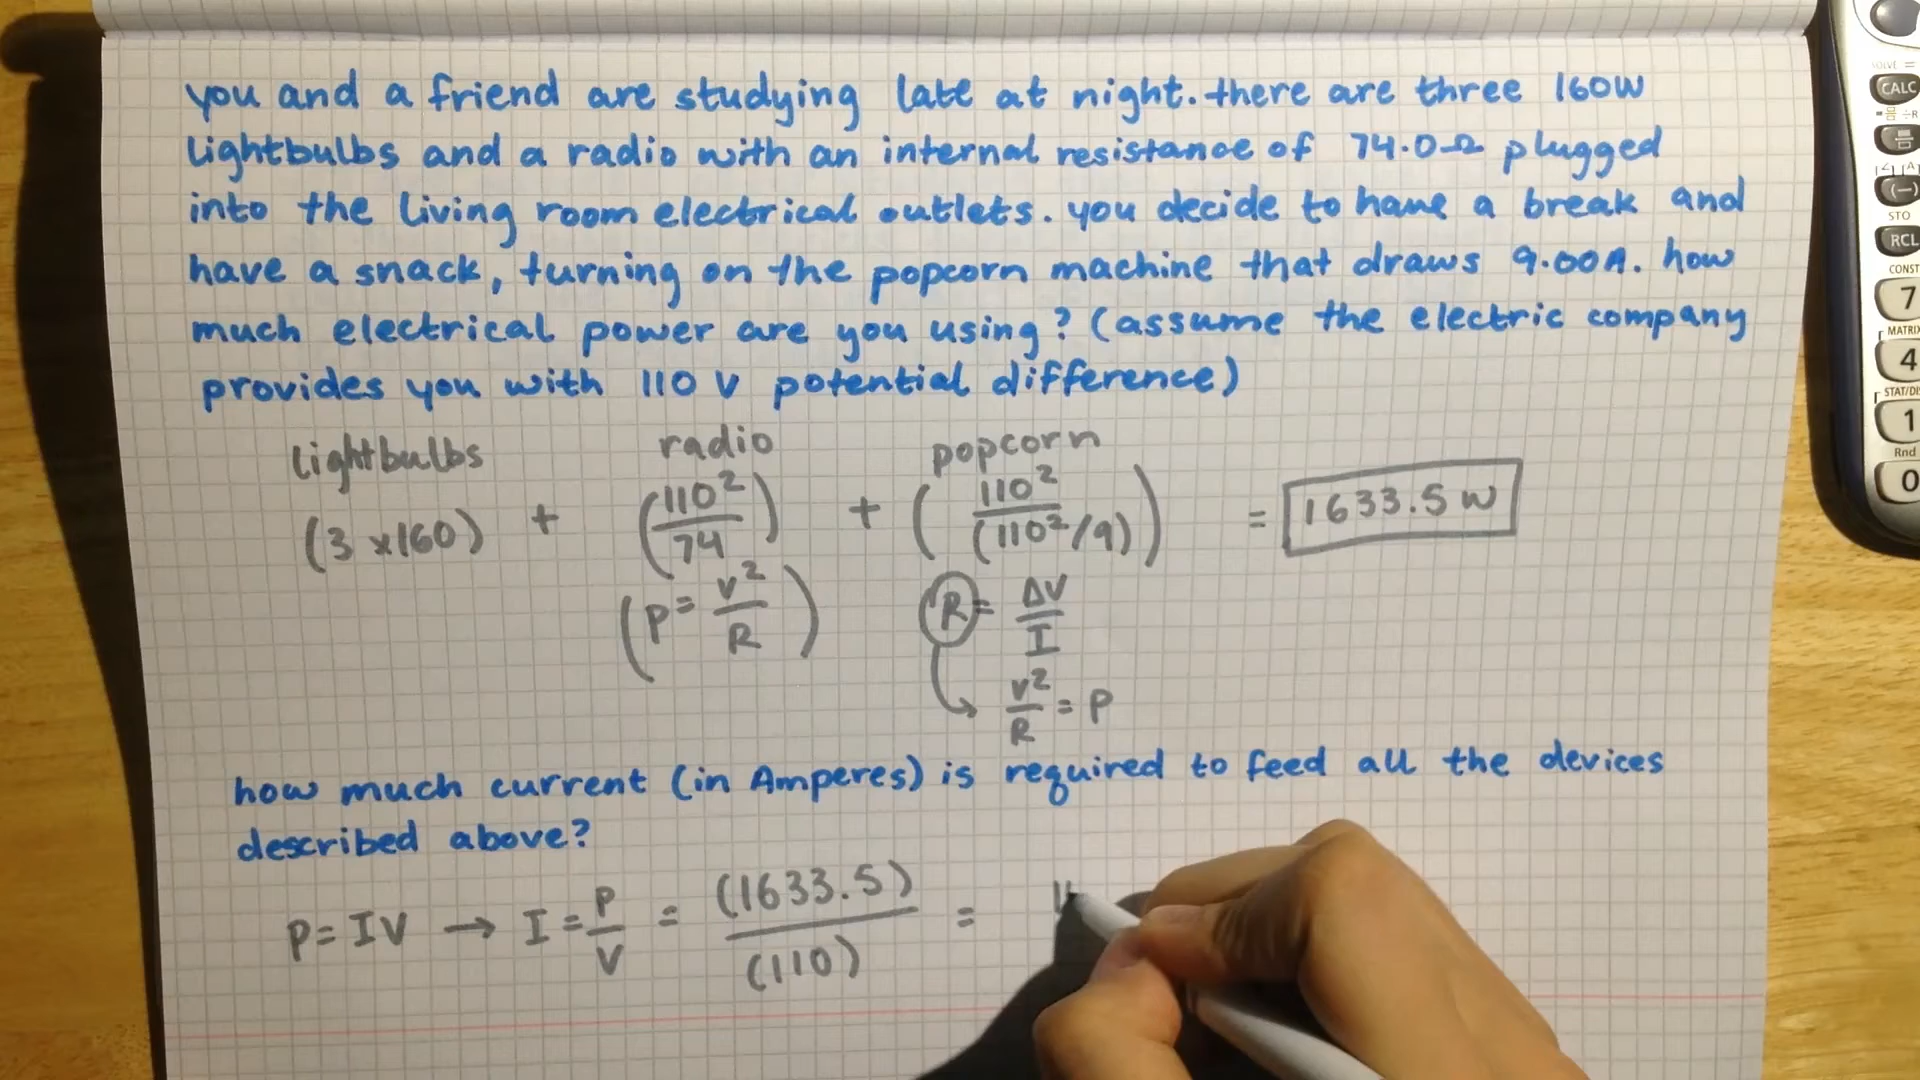 you and a friend are studying late at night. there are three 160W
lightbulbs and a radio with an internal resistance of 74.0Ω plugged
into the living room electrical outlets. you decide to have a break and
have a snack, turning on the popcorn machine that draws 9.00A. how
much electrical power are you using? (assume the electric company
provides you with 110 V potential difference)
lightbulbs radio popcorn
(3 x160) + (110²/74) + (110²/(110²/9)) = 1633.5 W
(P = V²/R) R = ΔV/I
V²/R = P
how much current (in Amperes) is required to feed all the devices
described above?
P = IV → I = P/V = (1633.5)/(110) =
SOLVE =
CALC
STO
RCL
CONST
7
MATRIX
4
STAT/DI
1
Rnd
0